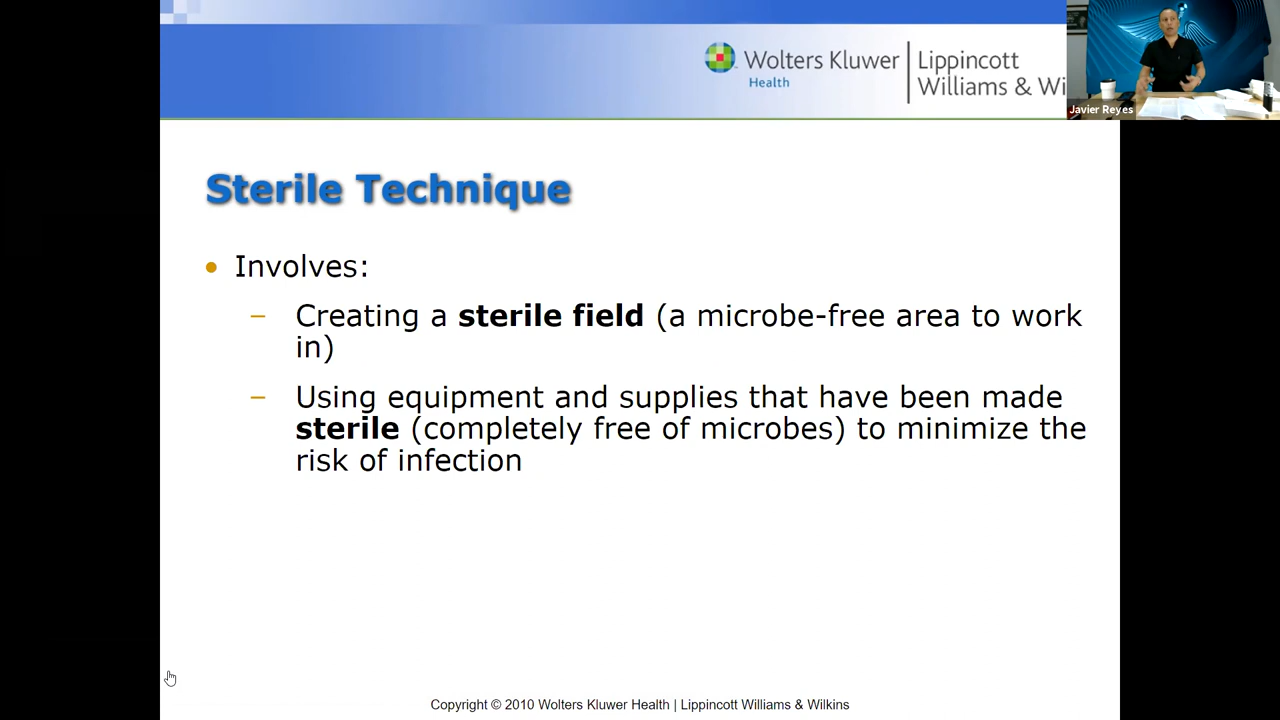 Wolters Kluwer
Health
Lippincott
Williams & Wi
Javier Reyes
Sterile Technique
• Involves:
– Creating a sterile field (a microbe-free area to work
in)
– Using equipment and supplies that have been made
sterile (completely free of microbes) to minimize the
risk of infection
Copyright © 2010 Wolters Kluwer Health | Lippincott Williams & Wilkins